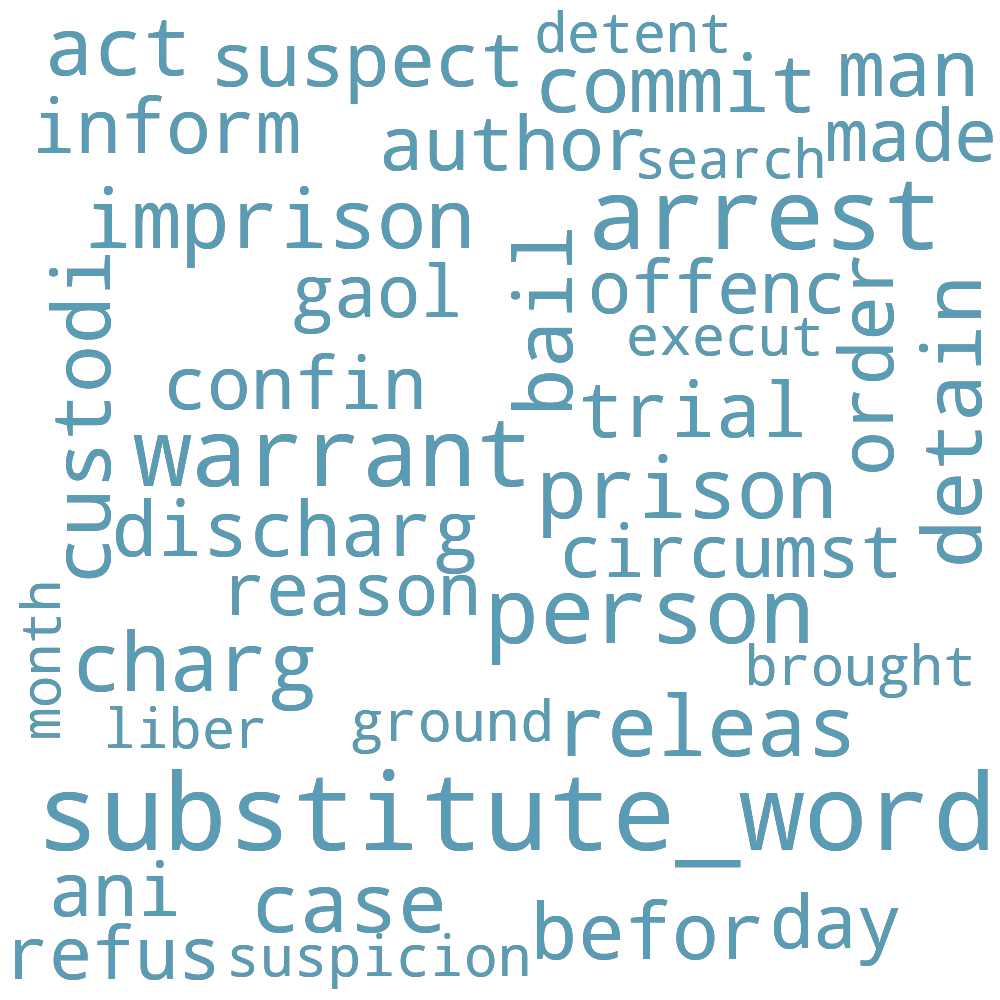 act
suspect
detent
commit
man
inform
author
search
made
imprison
arrest
custodi
gaol
bail
offenc
order
detain
execut
confin
trial
warrant
prison
discharg
circumst
reason
person
month
charg
brought
liber
ground
releas
substitute_word
ani
case
befor
day
refus
suspicion